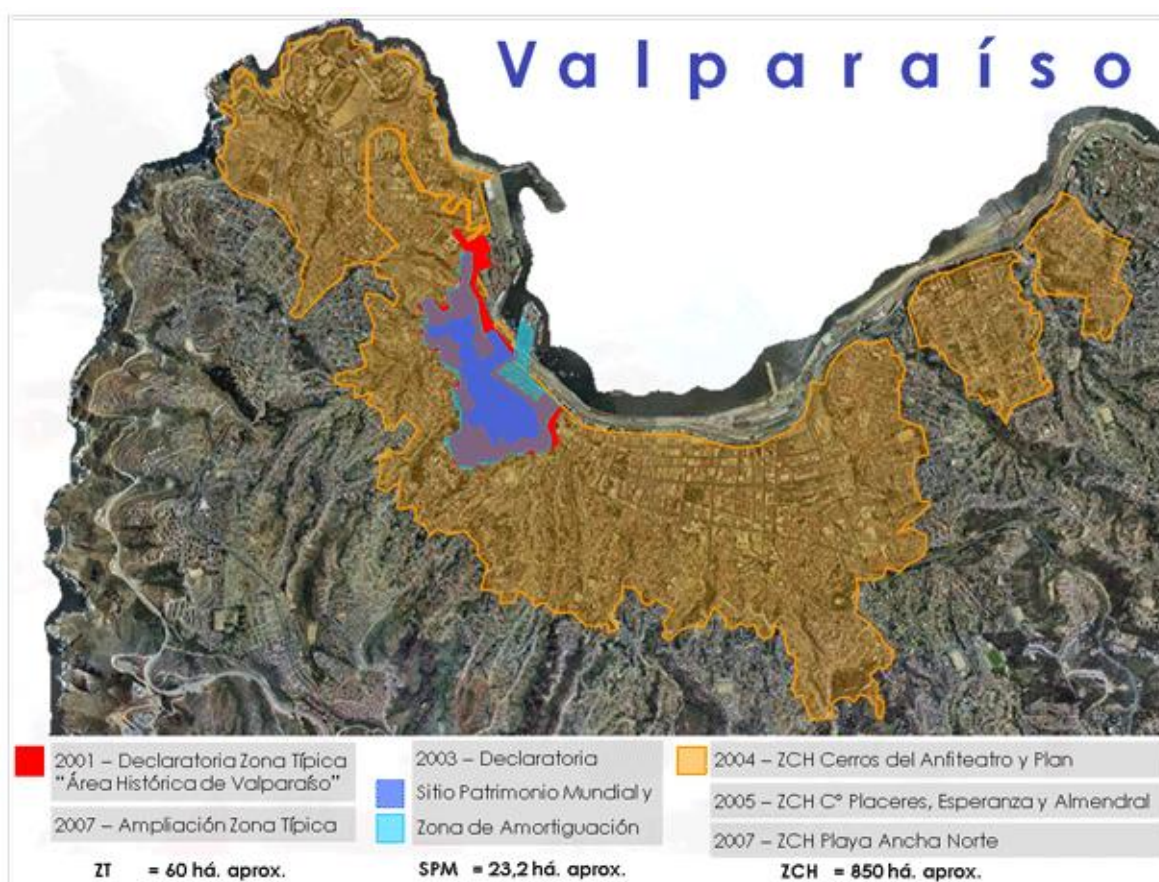 Valparaíso
2001 – Declaratoria Zona Típica
“Área Histórica de Valparaíso”
2007 – Ampliación Zona Típica
ZT = 60 há. aprox.
2003 – Declaratoria
Sitio Patrimonio Mundial y
Zona de Amortiguación
SPM = 23,2 há. aprox.
2004 – ZCH Cerros del Anfiteatro y Plan
2005 – ZCH Cº Placeres, Esperanza y Almendral
2007 – ZCH Playa Ancha Norte
ZCH = 850 há. aprox.